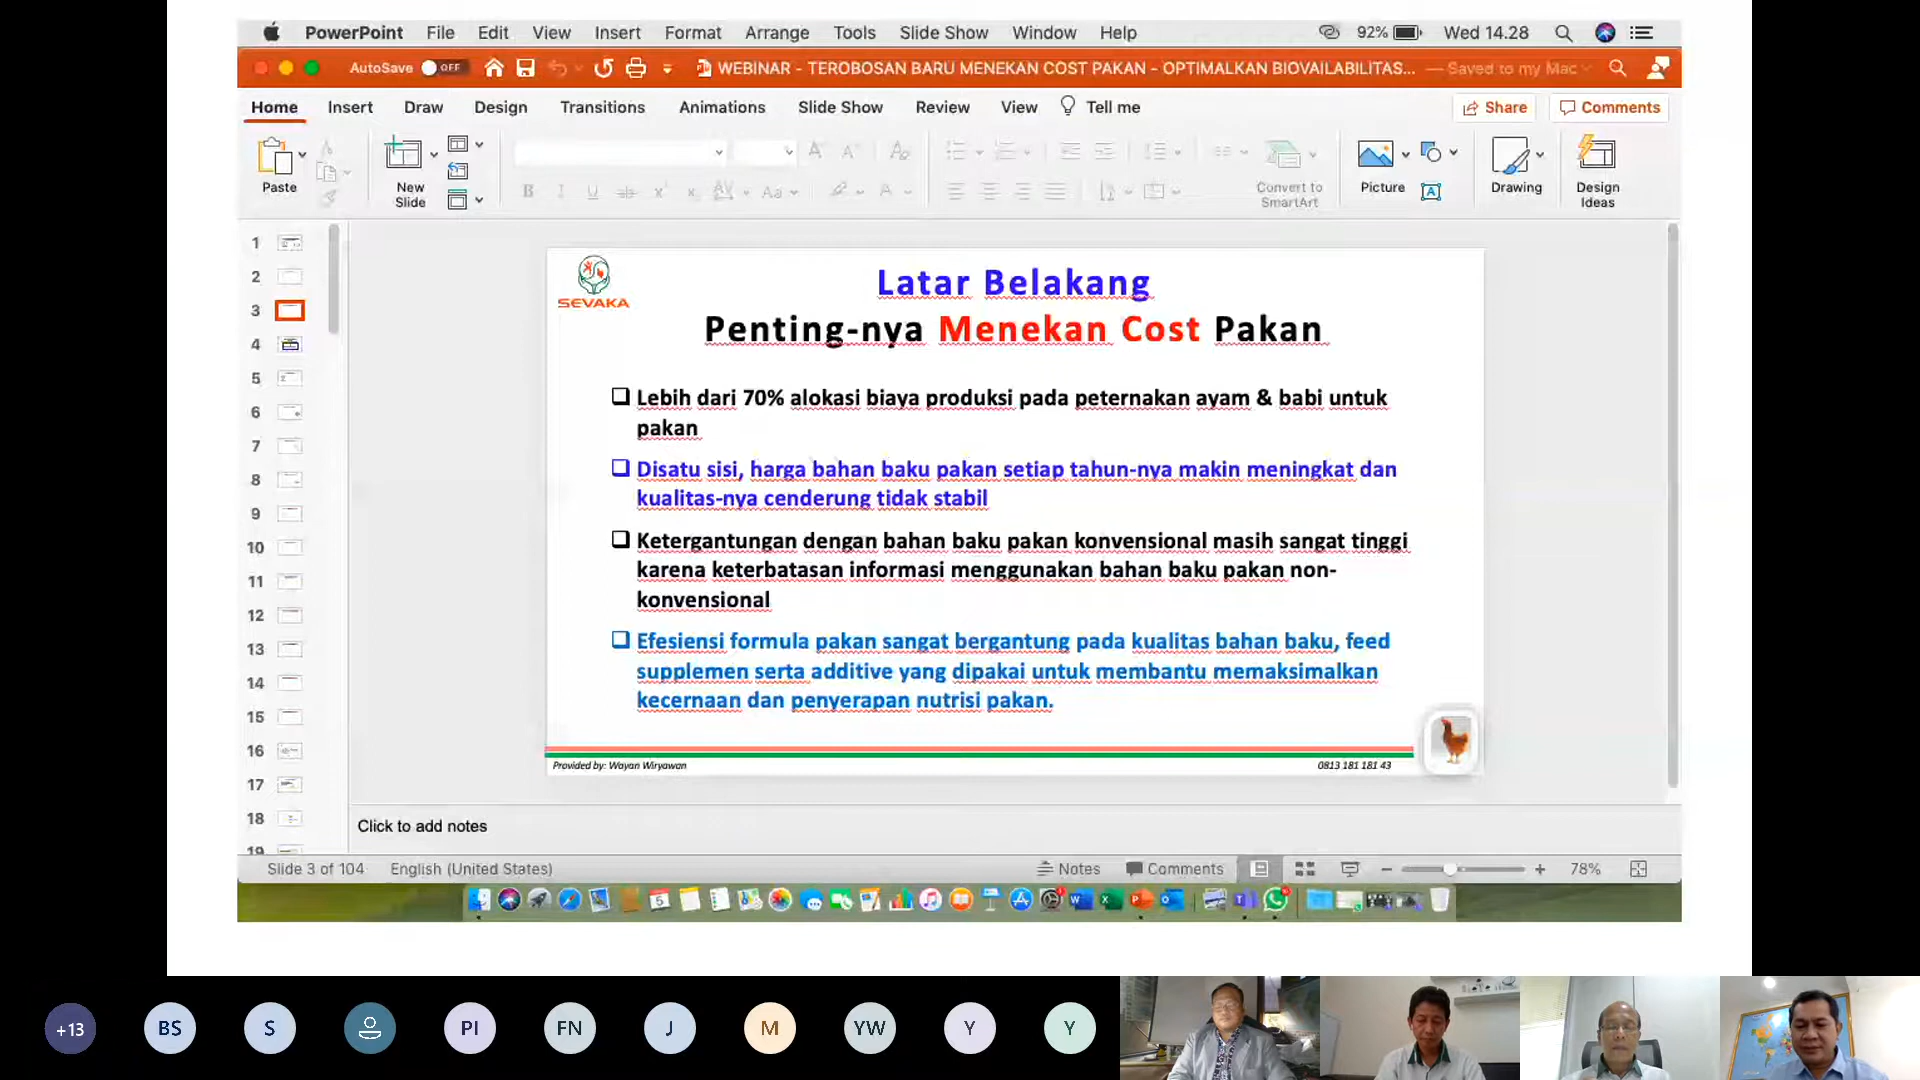 PowerPoint File Edit View Insert Format Arrange Tools Slide Show Window Help 92% Wed 14.28
AutoSave OFF WEBINAR - TEROBOSAN BARU MENEKAN COST PAKAN - OPTIMALKAN BIOVAILABILITAS... — Saved to my Mac
Home Insert Draw Design Transitions Animations Slide Show Review View Tell me Share Comments
Paste New Slide Convert to SmartArt Picture Drawing Design Ideas
1
2
3
4
5
6
7
8
9
10
11
12
13
14
15
16
17
18
19
SEVAKA
Latar Belakang
Penting-nya Menekan Cost Pakan
Lebih dari 70% alokasi biaya produksi pada peternakan ayam & babi untuk
pakan
Disatu sisi, harga bahan baku pakan setiap tahun-nya makin meningkat dan
kualitas-nya cenderung tidak stabil
Ketergantungan dengan bahan baku pakan konvensional masih sangat tinggi
karena keterbatasan informasi menggunakan bahan baku pakan non-
konvensional
Efesiensi formula pakan sangat bergantung pada kualitas bahan baku, feed
supplemen serta additive yang dipakai untuk membantu memaksimalkan
kecernaan dan penyerapan nutrisi pakan.
Provided by: Wayan Wiryawan 0813 181 181 43
Click to add notes
Slide 3 of 104 English (United States) Notes Comments 78%
+13 BS S PI FN J M YW Y Y